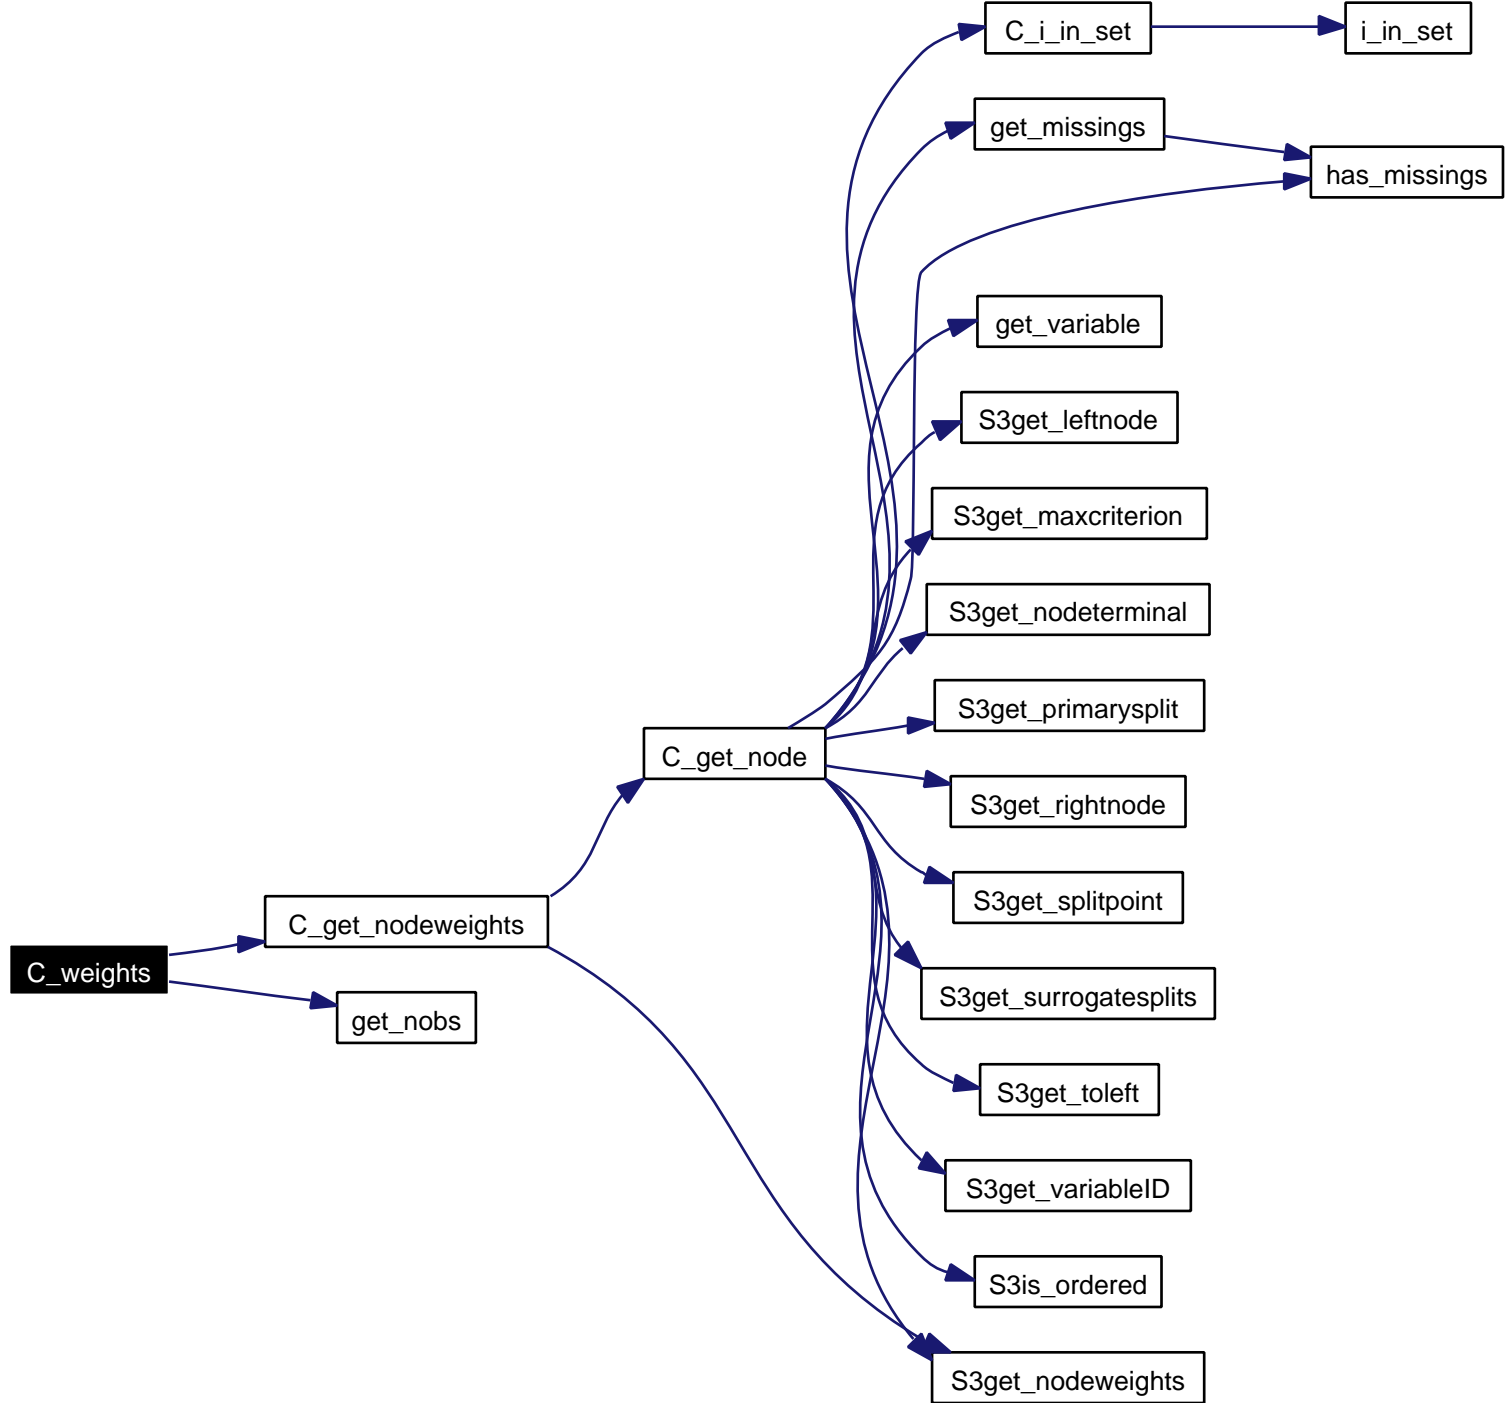 C_i_in_set
i_in_set
get_missings
has_missings
get_variable
S3get_leftnode
S3get_maxcriterion
S3get_nodeterminal
S3get_primarysplit
C_get_node
S3get_rightnode
S3get_splitpoint
C_get_nodeweights
C_weights
S3get_surrogatesplits
get_nobs
S3get_toleft
S3get_variableID
S3is_ordered
S3get_nodeweights